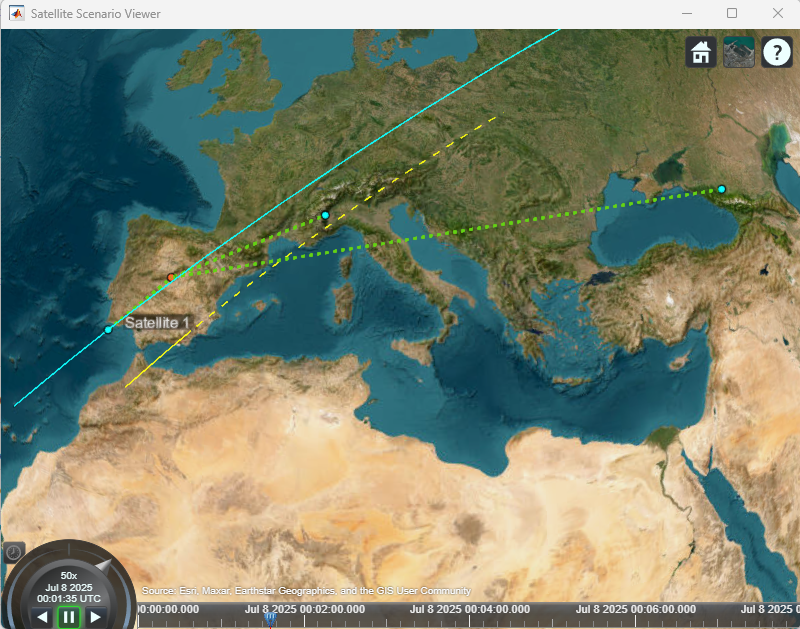 Satellite Scenario Viewer
?
Satellite 1
Source: Esri, Maxar, Earthstar Geographics, and the GIS User Community
50x
Jul 8 2025
00:01:35 UTC
00:00.000 Jul 8 2025 00:02:00.000 Jul 8 2025 00:04:00.000 Jul 8 2025 00:06:00.000 Jul 8 2025 0